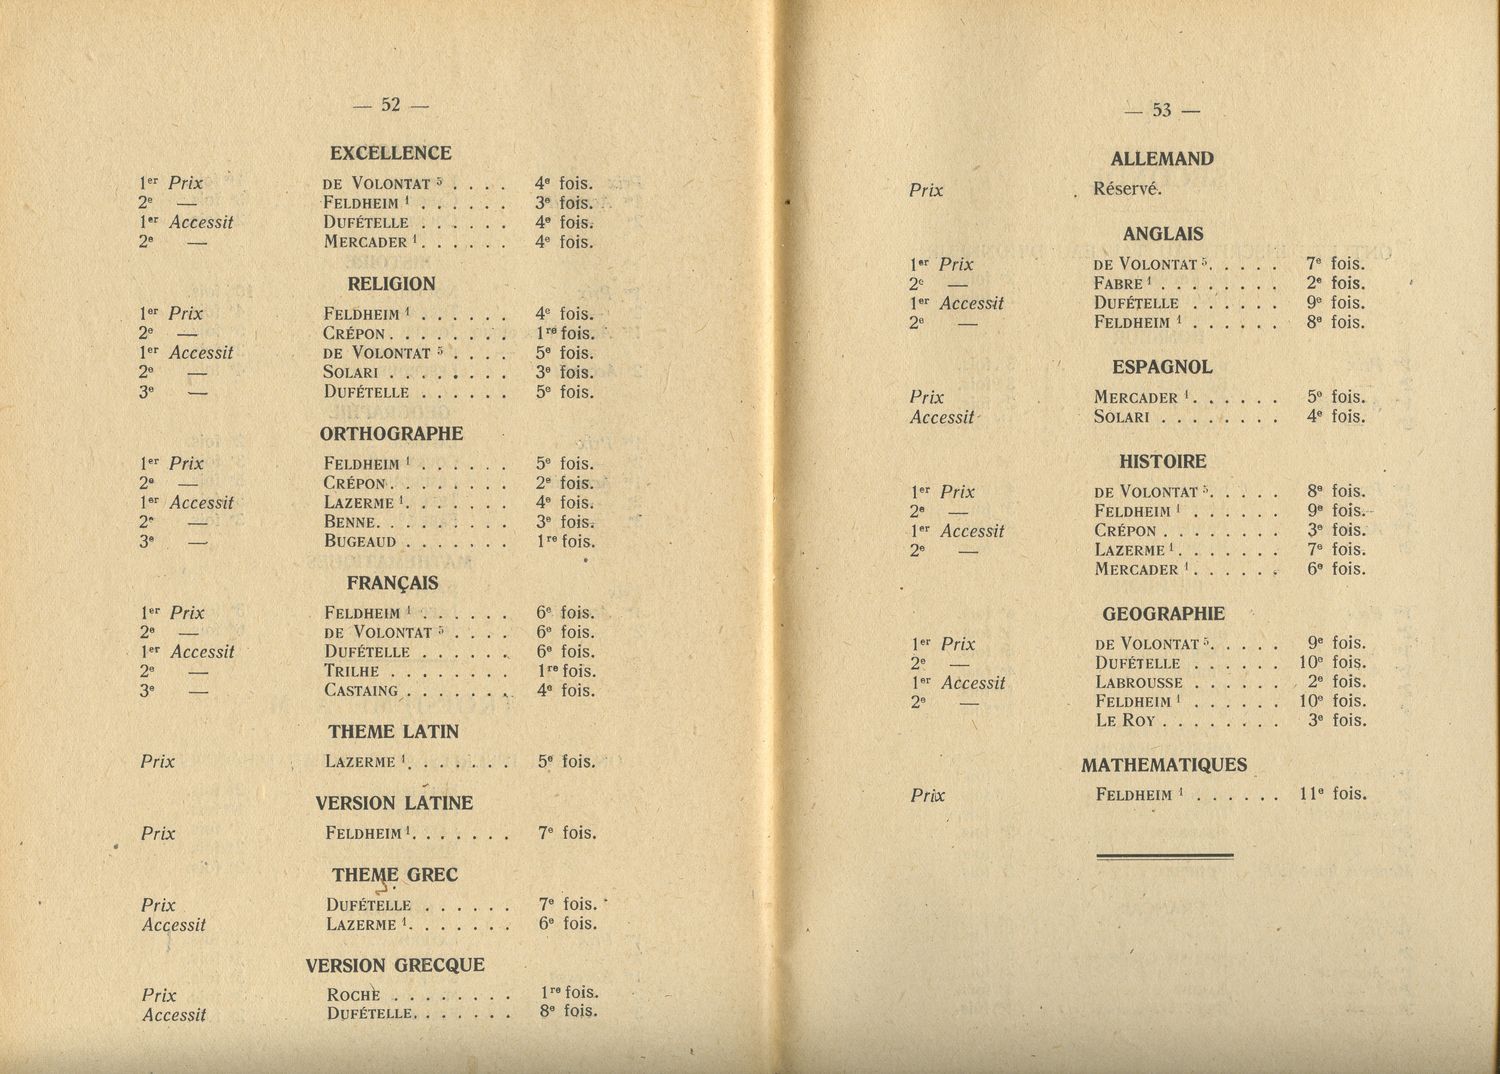 — 52 —
EXCELLENCE
1er Prix DE VOLONTAT 5 . . . . 4e fois.
2e — FELDHEIM 1 . . . . . . 3e fois.
1er Accessit DUFÉTELLE . . . . . . 4e fois.
2e — MERCADER 1 . . . . . . 4e fois.
RELIGION
1er Prix FELDHEIM 1 . . . . . . 4e fois.
2e — CRÉPON . . . . . . . . 1re fois.
1er Accessit DE VOLONTAT 5 . . . . 5e fois.
2e — SOLARI . . . . . . . . 3e fois.
3e — DUFÉTELLE . . . . . . 5e fois.
ORTHOGRAPHE
1er Prix FELDHEIM 1 . . . . . . 5e fois.
2e — CRÉPON . . . . . . . . 2e fois.
1er Accessit LAZERME 1 . . . . . . . 4e fois.
2e — BENNE . . . . . . . . . 3e fois.
3e — BUGEAUD . . . . . . . 1re fois.
FRANÇAIS
1er Prix FELDHEIM 1 . . . . . . 6e fois.
2e — DE VOLONTAT 5 . . . . 6e fois.
1er Accessit DUFÉTELLE . . . . . . 6e fois.
2e — TRILHE . . . . . . . . 1re fois.
3e — CASTAING . . . . . . . 4e fois.
THEME LATIN
Prix LAZERME 1 . . . . . . . 5e fois.
VERSION LATINE
Prix FELDHEIM 1 . . . . . . . 7e fois.
THEME GREC
Prix DUFÉTELLE . . . . . . 7e fois.
Accessit LAZERME 1 . . . . . . . 6e fois.
VERSION GRECQUE
Prix ROCHE . . . . . . . . 1re fois.
Accessit DUFÉTELLE . . . . . . . 8e fois.
— 53 —
ALLEMAND
Prix Réservé.
ANGLAIS
1er Prix DE VOLONTAT 5 . . . . . 7e fois.
2e — FABRE 1 . . . . . . . . 2e fois.
1er Accessit DUFÉTELLE . . . . . . 9e fois.
2e — FELDHEIM 1 . . . . . . 8e fois.
ESPAGNOL
Prix MERCADER 1 . . . . . . 5e fois.
Accessit SOLARI . . . . . . . . 4e fois.
HISTOIRE
1er Prix DE VOLONTAT 5 . . . . . 8e fois.
2e — FELDHEIM 1 . . . . . . 9e fois.
1er Accessit CRÉPON . . . . . . . . 3e fois.
2e — LAZERME 1 . . . . . . . 7e fois.
MERCADER 1 . . . . . . 6e fois.
GEOGRAPHIE
1er Prix DE VOLONTAT 5 . . . . . 9e fois.
2e — DUFÉTELLE . . . . . . 10e fois.
1er Accessit LABROUSSE . . . . . . 2e fois.
2e — FELDHEIM 1 . . . . . . 10e fois.
LE ROY . . . . . . . . 3e fois.
MATHEMATIQUES
Prix FELDHEIM 1 . . . . . . 11e fois.